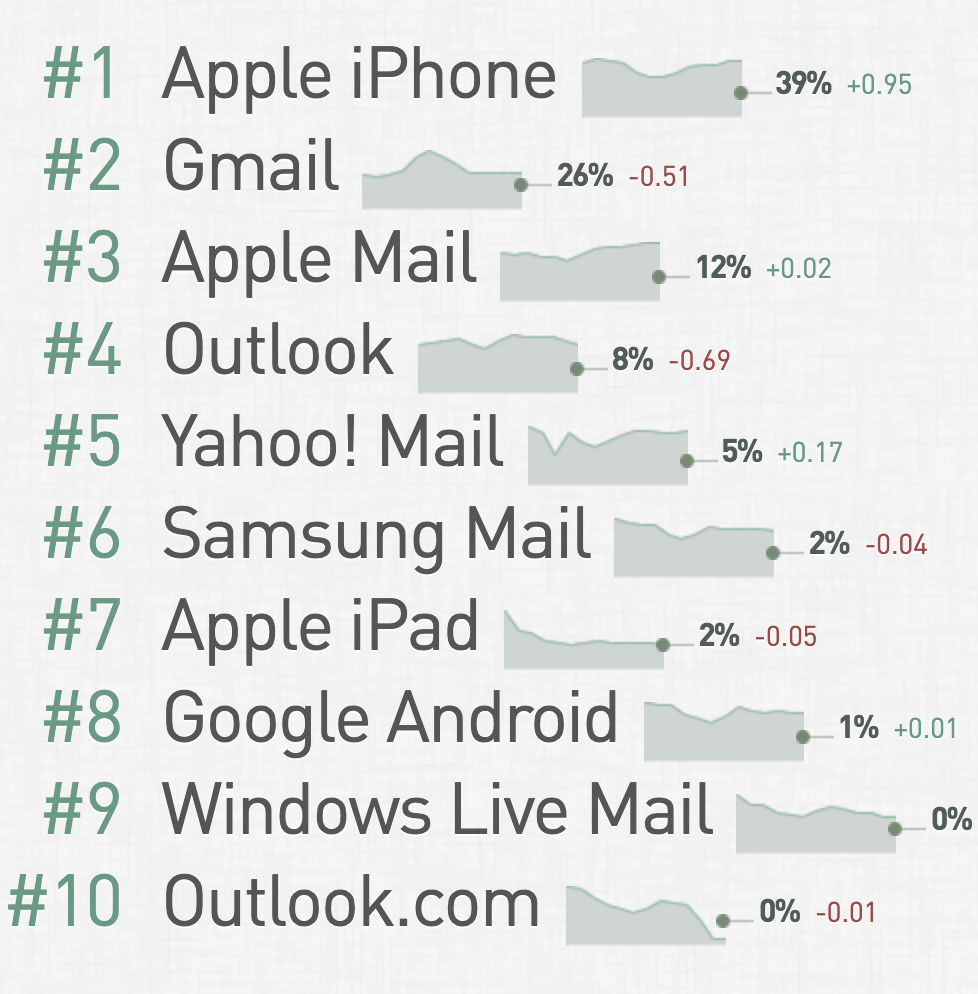 #1 Apple iPhone 39% +0.95
#2 Gmail 26% -0.51
#3 Apple Mail 12% +0.02
#4 Outlook 8% -0.69
#5 Yahoo! Mail 5% +0.17
#6 Samsung Mail 2% -0.04
#7 Apple iPad 2% -0.05
#8 Google Android 1% +0.01
#9 Windows Live Mail 0%
#10 Outlook.com 0% -0.01